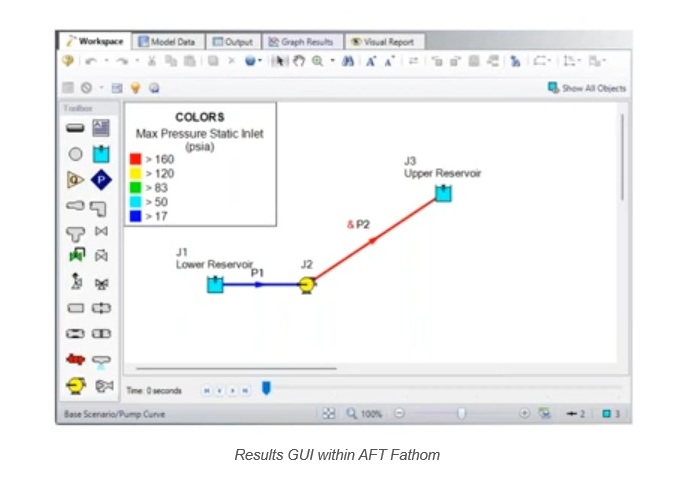 Workspace Model Data Output Graph Results Visual Report
Show All Objects
Toolbox
COLORS
Max Pressure Static Inlet
(psia)
> 160
> 120
> 83
> 50
> 17
J3
Upper Reservoir
& P2
J1
Lower Reservoir
P1
J2
Time: 0 seconds
Base Scenario/Pump Curve
100%
2
3
Results GUI within AFT Fathom